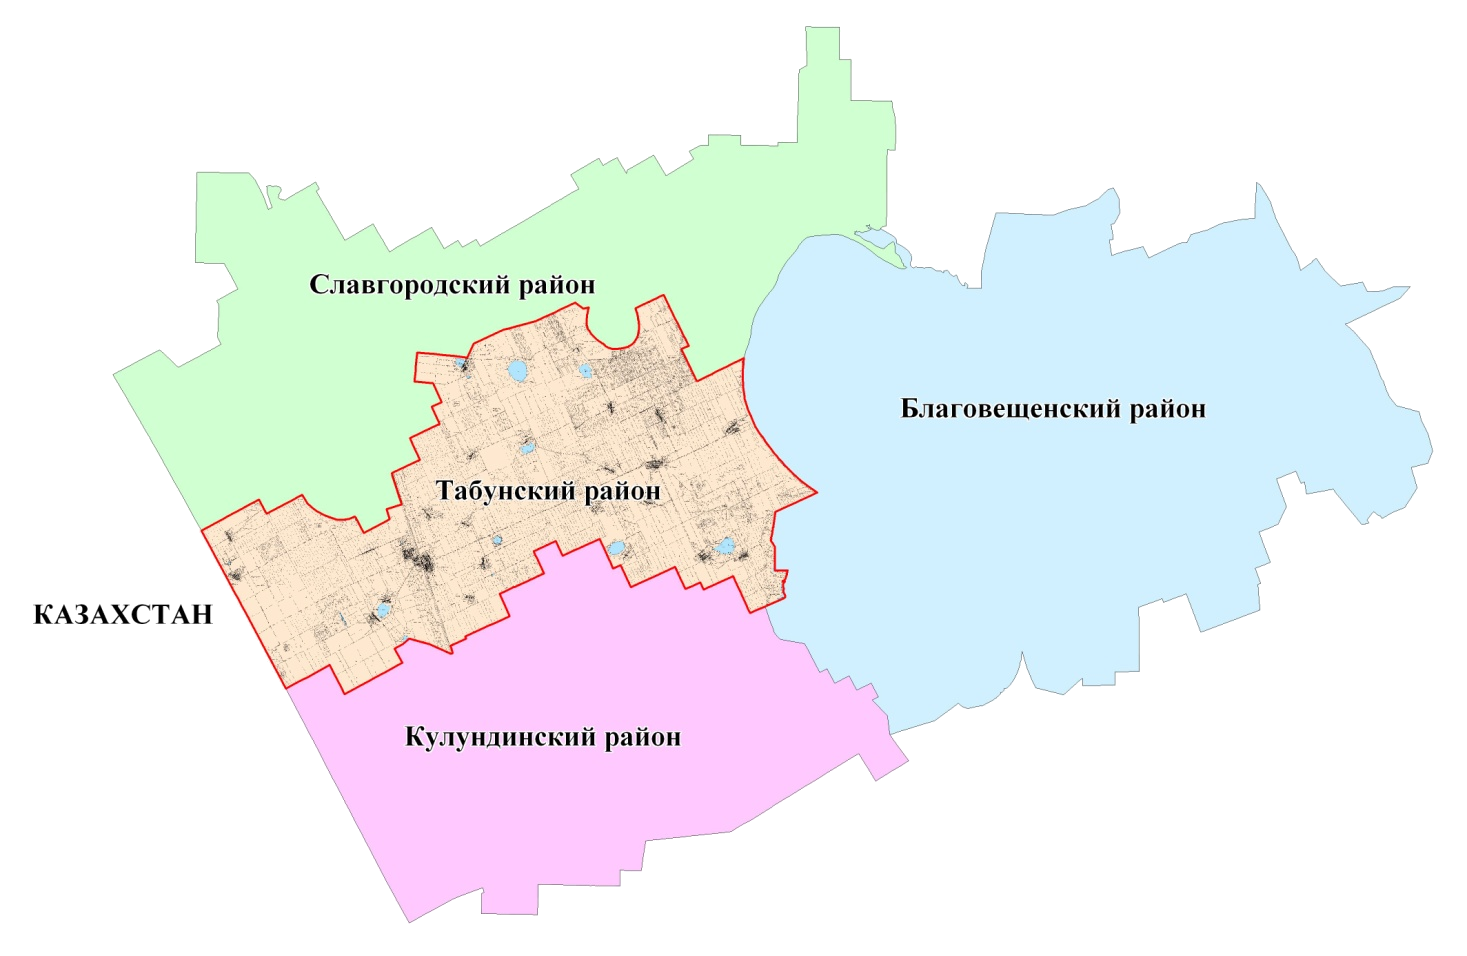 Славгородский район
Благовещенский район
Табунский район
КАЗАХСТАН
Кулундинский район